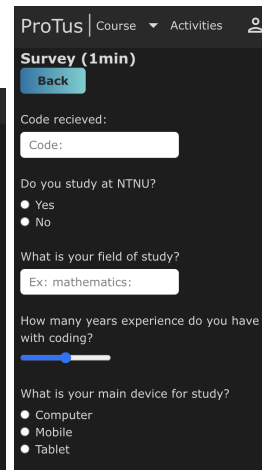 ProTus Course Activities
Survey (1min)
Back
Code recieved:
Code:
Do you study at NTNU?
Yes
No
What is your field of study?
Ex: mathematics:
How many years experience do you have
with coding?
What is your main device for study?
Computer
Mobile
Tablet